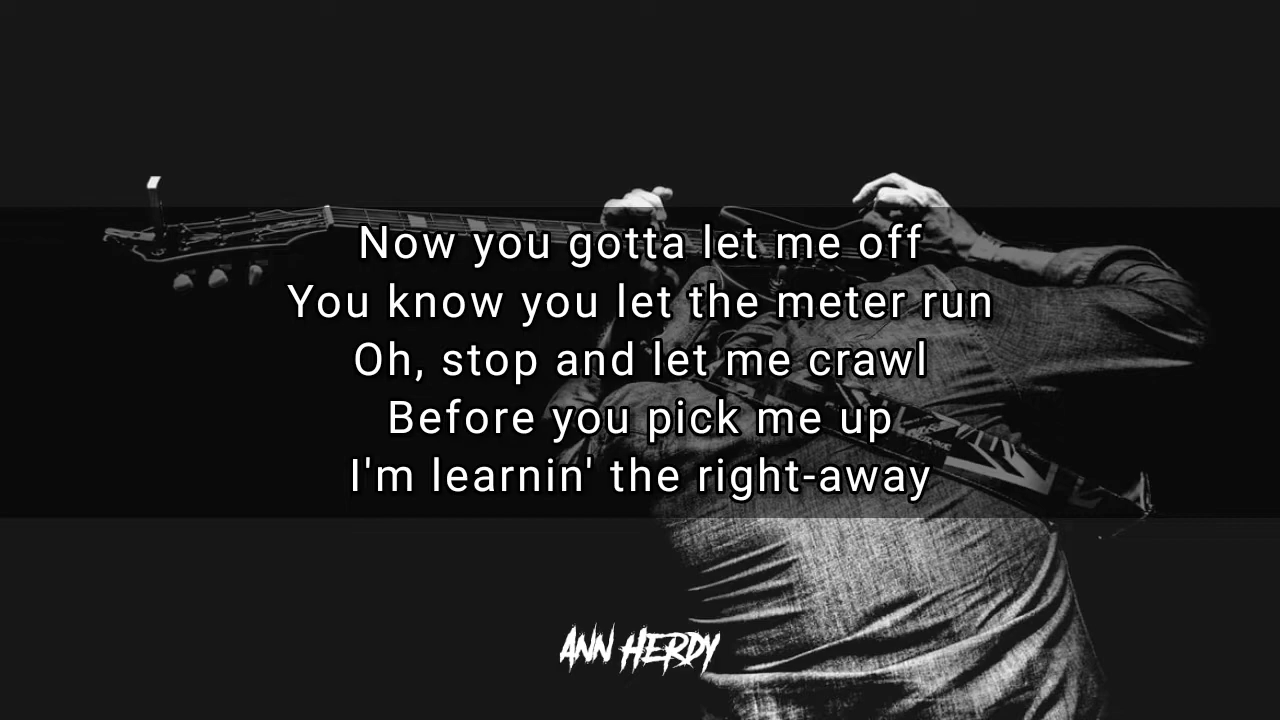 Now you gotta let me off
You know you let the meter run
Oh, stop and let me crawl
Before you pick me up
I'm learnin' the right-away
ANN HERDY